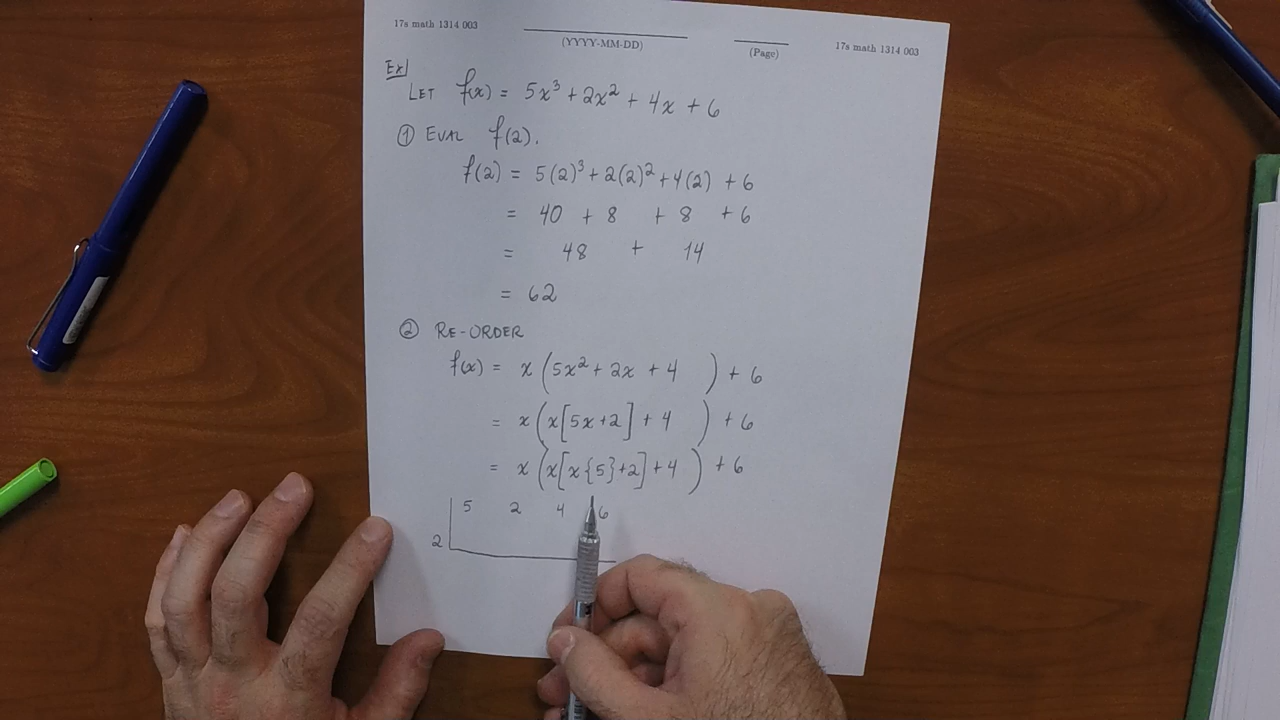 17s math 1314 003 (YYYY-MM-DD) (Page) 17s math 1314 003
Ex1
LET f(x) = 5x³ + 2x² + 4x + 6
① EVAL f(2).
f(2) = 5(2)³ + 2(2)² + 4(2) + 6
= 40 + 8 + 8 + 6
= 48 + 14
= 62
② RE-ORDER
f(x) = x (5x² + 2x + 4 ) + 6
= x (x[5x+2] + 4 ) + 6
= x (x[x{5}+2] + 4 ) + 6
5 2 4 6
2